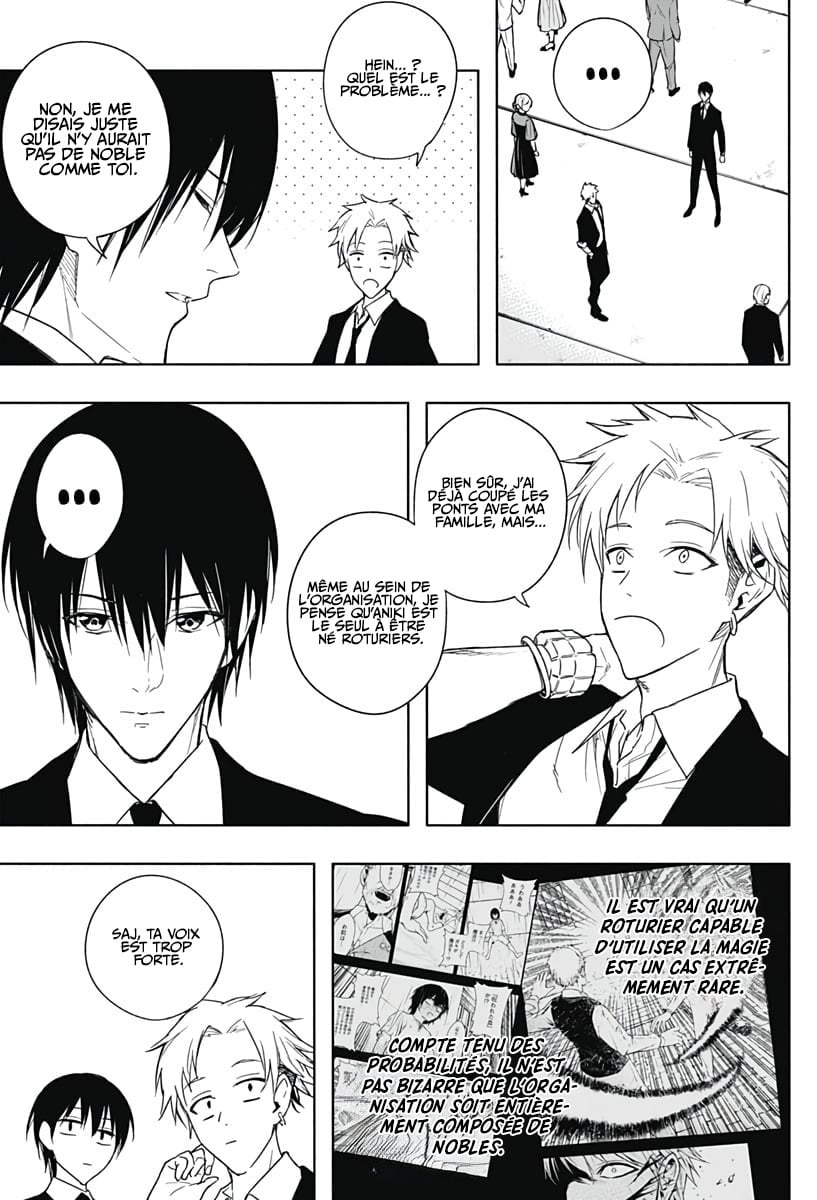 ...
HEIN... ?
QUEL EST LE
PROBLÈME... ?
NON, JE ME
DISAIS JUSTE
QU'IL N'Y AURAIT
PAS DE NOBLE
COMME TOI.
BIEN SÛR, J'AI
DÉJÀ COUPÉ LES
PONTS AVEC MA
FAMILLE, MAIS...
MÊME AU SEIN DE
L'ORGANISATION, JE
PENSE QU'ANIKI EST
LE SEUL À ÊTRE
NÉ ROTURIERS.
...
IL EST VRAI QU'UN
ROTURIER CAPABLE
D'UTILISER LA MAGIE
EST UN CAS EXTRÊ-
MEMENT RARE.
COMPTE TENU DES
PROBABILITÉS, IL N'EST
PAS BIZARRE QUE L'ORGA-
NISATION SOIT ENTIÈRE-
MENT COMPOSÉE DE
NOBLES.
SAJ, TA VOIX
EST TROP
FORTE.